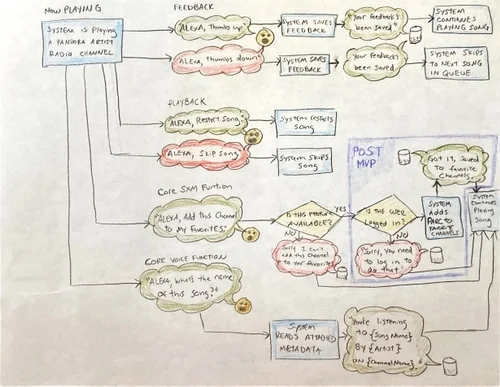 NOW PLAYING
SYSTEM is Playing
A PANDORA ARTIST
RADIO CHANNEL.
FEEDBACK
"ALEXA, Thumbs up."
SYSTEM SAVES
FEEDBACK
"Your feedback's
been saved."
SYSTEM
CONTINUES
PLAYING SONG
"ALEXA, thumbs down."
SYSTEM SAVES
FEEDBACK
"Your feedback's
been saved."
SYSTEM SKIPS
TO NEXT SONG
IN QUEUE.
PLAYBACK
"ALEXA, Restart Song."
SYSTEM RESTARTS
Song
"ALEXA, Skip Song."
SYSTEM SKIPS
Song
Core SXM Funtion
"ALEXA, Add this Channel
to my Favorites."
Is this Feature
AVAILABLE?
yes
NO
Sorry I can't
add this Channel
to your favorites
POST
MVP
Is the user
Logged in?
NO
Sorry, you need
to log in to
do that.
Got it, saved
to favorite
Channels.
SYSTEM
ADDS
to FAVORITE
CHANNELS
System
Continues
Playing
Song
CORE VOICE FUNCTION
"ALEXA, What's the name
of this song?"
SYSTEM
READS ATTACHED
METADATA
"You're listening
TO {Song Name}
BY {Artist}
ON {Channel Name}"